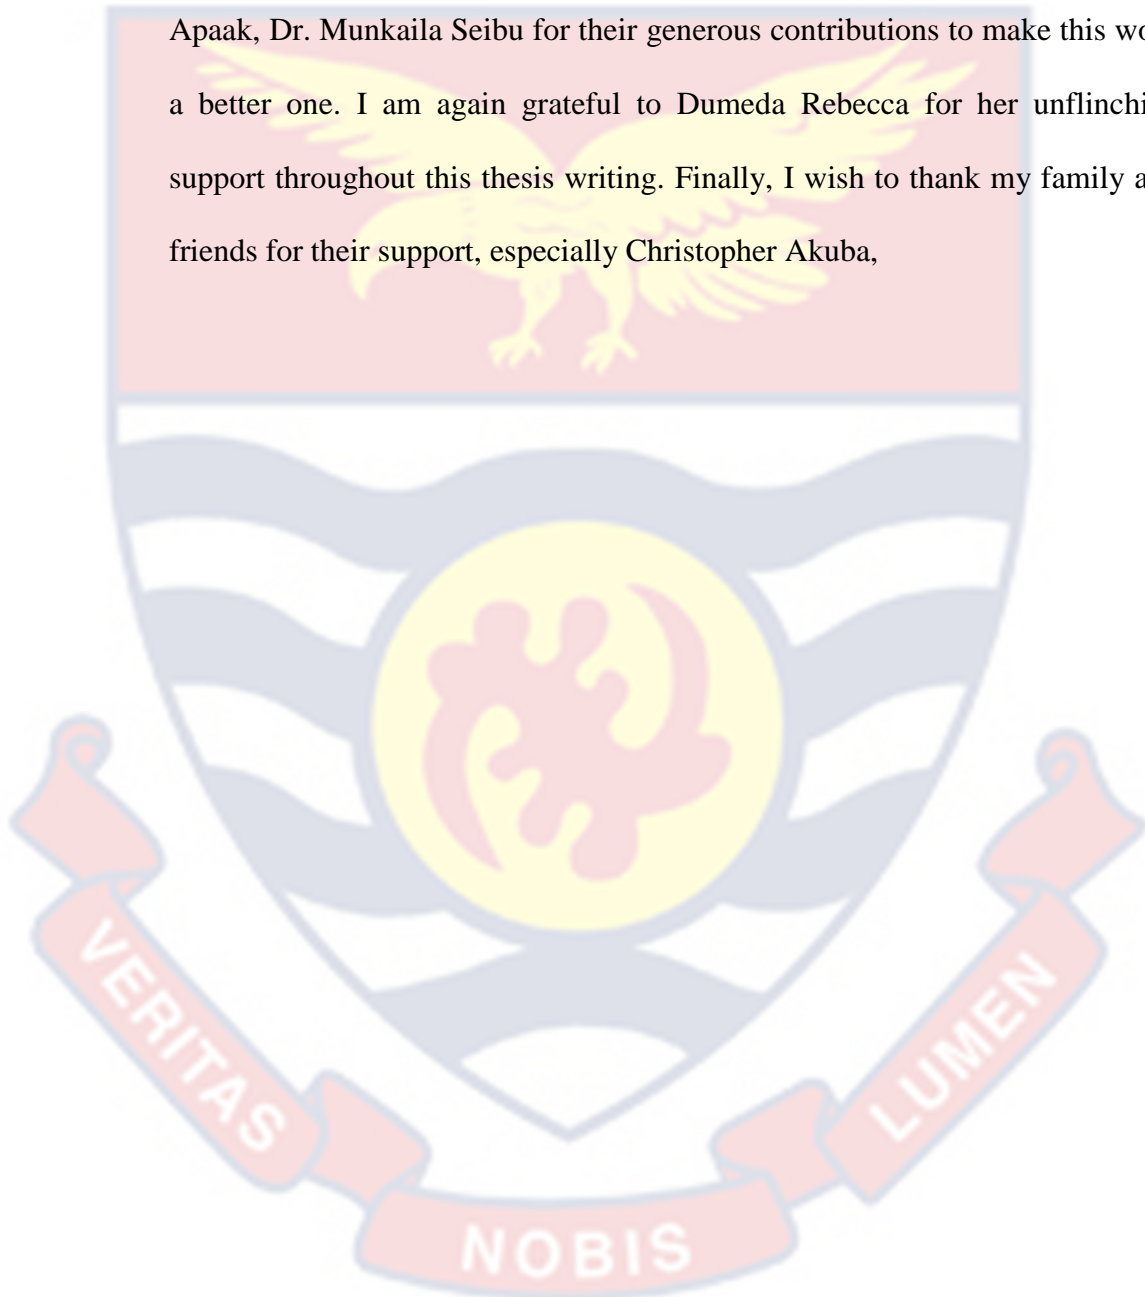 Apaak, Dr. Munkaila Seibu for their generous contributions to make this wo
a better one. I am again grateful to Dumeda Rebecca for her unflinchi
support throughout this thesis writing. Finally, I wish to thank my family a
friends for their support, especially Christopher Akuba,
VERITAS
NOBIS
LUMEN